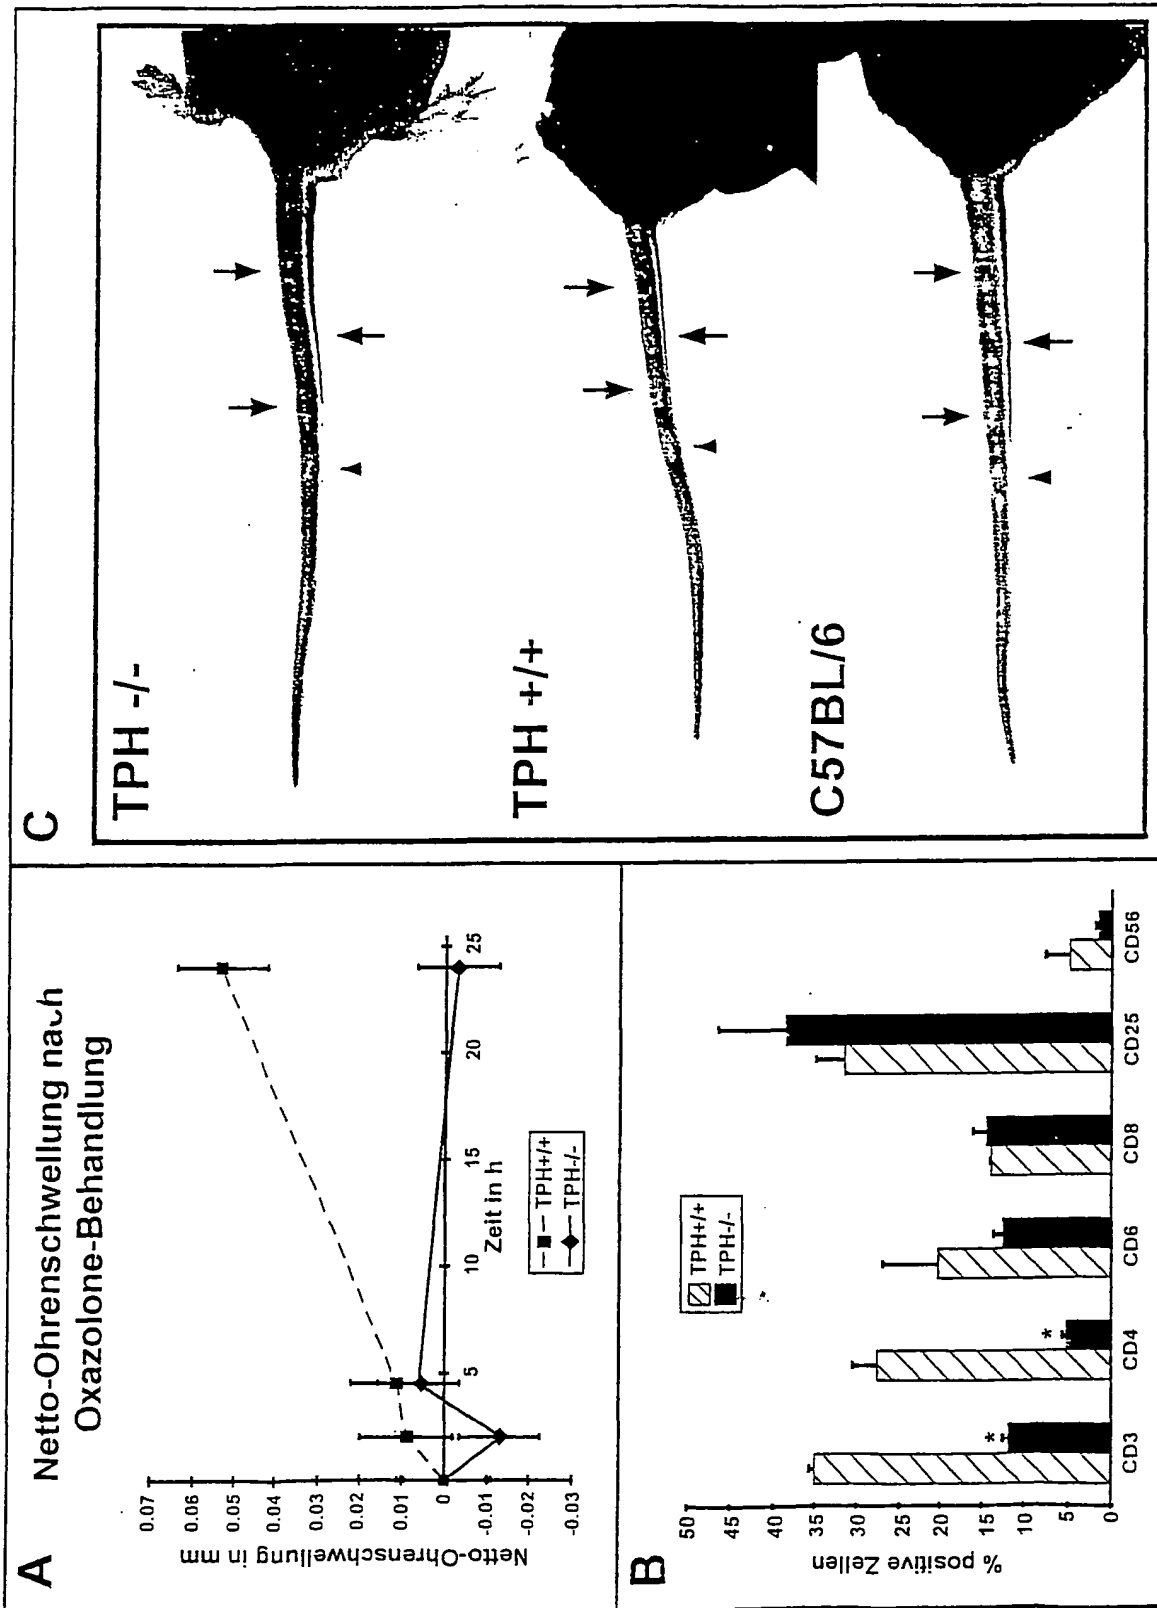 A
Netto-Ohrenschwellung nach
Oxazolone-Behandlung
Netto-Ohrenschwellung in mm
0.07
0.06
0.05
0.04
0.03
0.02
0.01
0
-0.01
-0.02
-0.03
5
10
15
20
25
Zeit in h
TPH+/+
TPH-/-
B
% positive Zellen
50
45
40
35
30
25
20
15
10
5
0
TPH+/+
TPH-/-
*
*
CD3
CD4
CD6
CD8
CD25
CD56
C
TPH -/-
TPH +/+
C57BL/6